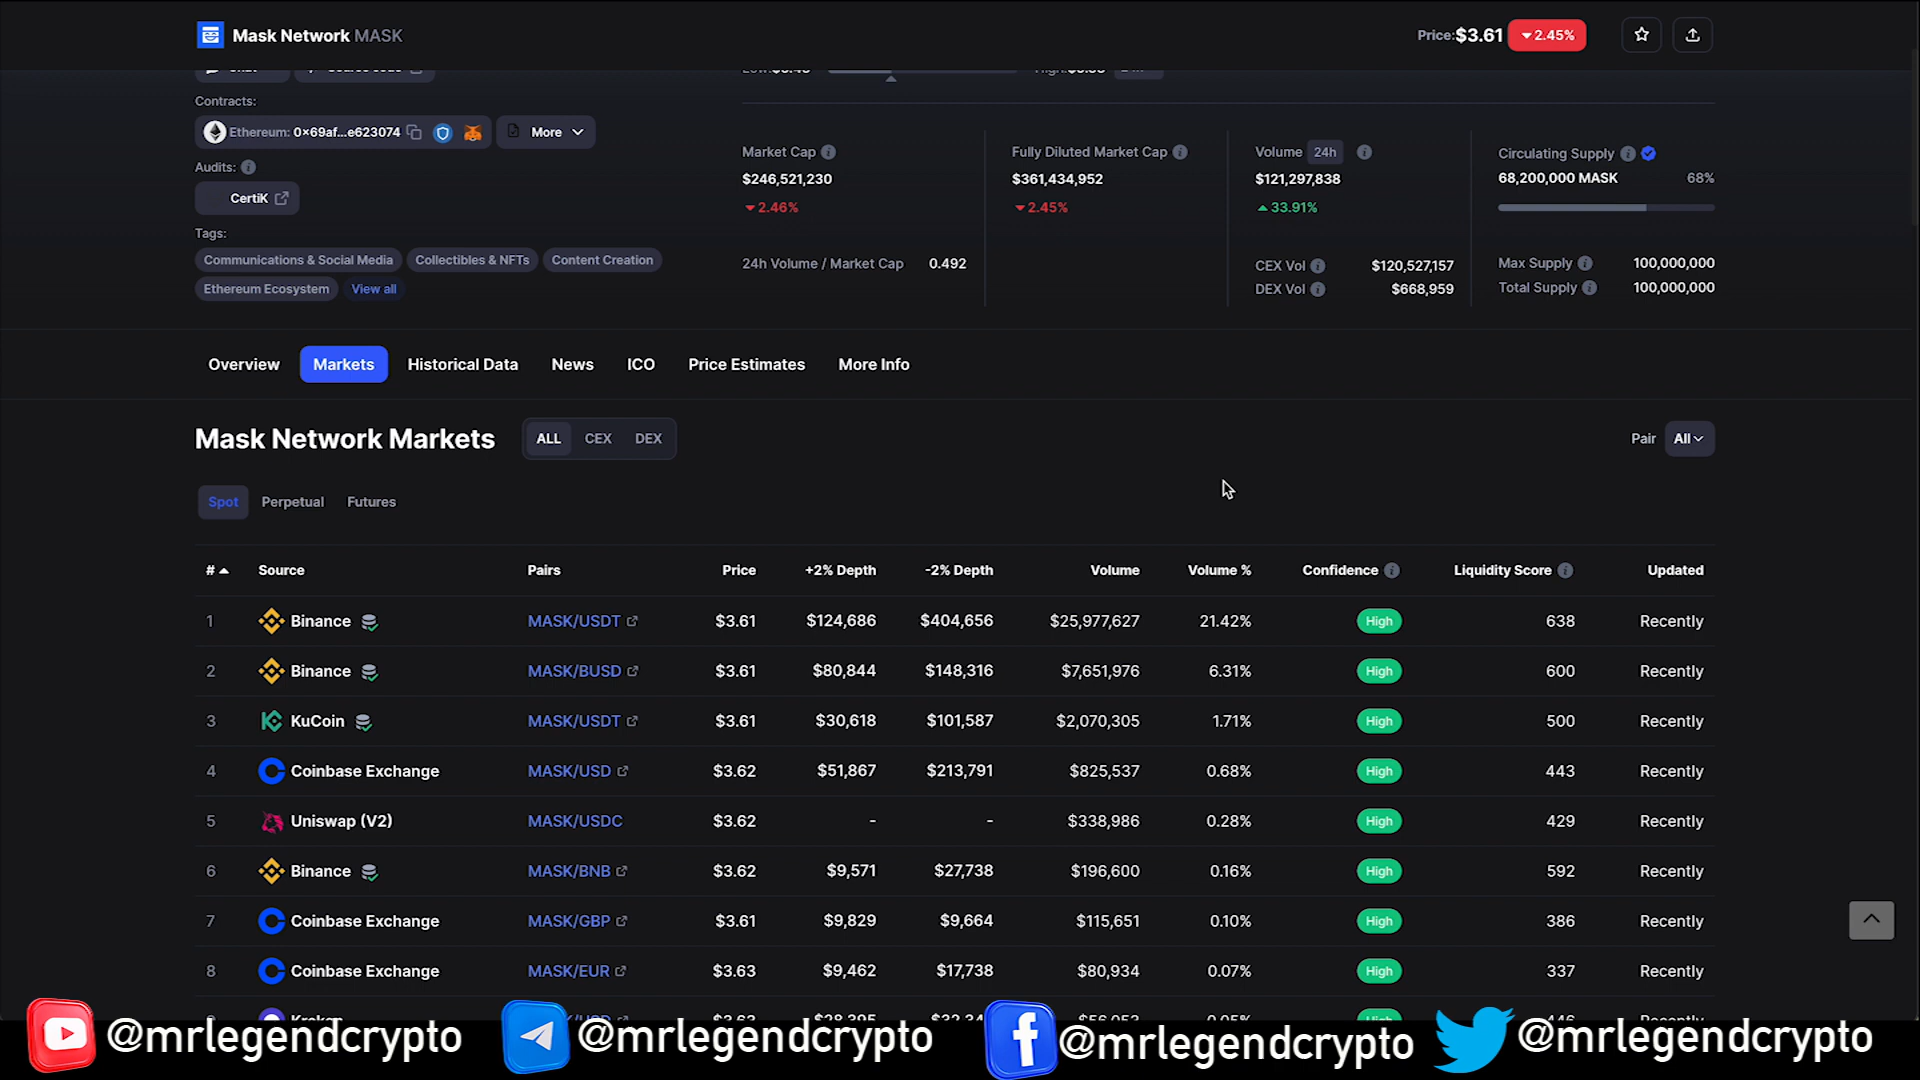 Mask Network MASK
Price:$3.61 2.45%
Contracts:
Ethereum: 0x69af...e623074 More
Audits:
CertiK
Tags:
Communications & Social Media Collectibles & NFTs Content Creation
Ethereum Ecosystem View all
Market Cap
$246,521,230
2.46%
24h Volume / Market Cap 0.492
Fully Diluted Market Cap
$361,434,952
2.45%
Volume 24h
$121,297,838
33.91%
CEX Vol $120,527,157
DEX Vol $668,959
Circulating Supply
68,200,000 MASK 68%
Max Supply 100,000,000
Total Supply 100,000,000
Overview Markets Historical Data News ICO Price Estimates More Info
Mask Network Markets ALL CEX DEX Pair All
Spot Perpetual Futures
# Source Pairs Price +2% Depth -2% Depth Volume Volume % Confidence Liquidity Score Updated
1 Binance MASK/USDT $3.61 $124,686 $404,656 $25,977,627 21.42% High 638 Recently
2 Binance MASK/BUSD $3.61 $80,844 $148,316 $7,651,976 6.31% High 600 Recently
3 KuCoin MASK/USDT $3.61 $30,618 $101,587 $2,070,305 1.71% High 500 Recently
4 Coinbase Exchange MASK/USD $3.62 $51,867 $213,791 $825,537 0.68% High 443 Recently
5 Uniswap (V2) MASK/USDC $3.62 - - $338,986 0.28% High 429 Recently
6 Binance MASK/BNB $3.62 $9,571 $27,738 $196,600 0.16% High 592 Recently
7 Coinbase Exchange MASK/GBP $3.61 $9,829 $9,664 $115,651 0.10% High 386 Recently
8 Coinbase Exchange MASK/EUR $3.63 $9,462 $17,738 $80,934 0.07% High 337 Recently
@mrlegendcrypto @mrlegendcrypto @mrlegendcrypto @mrlegendcrypto